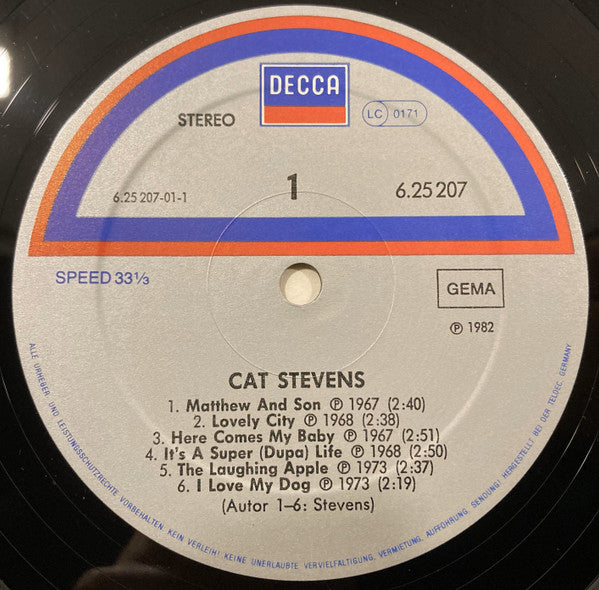 DECCA
STEREO
LC 0171
6.25 207-01-1
1
6.25 207
SPEED 33 1/3
GEMA
℗ 1982
CAT STEVENS
1. Matthew And Son ℗ 1967 (2:40)
2. Lovely City ℗ 1968 (2:38)
3. Here Comes My Baby ℗ 1967 (2:51)
4. It's A Super (Dupa) Life ℗ 1968 (2:50)
5. The Laughing Apple ℗ 1973 (2:37)
6. I Love My Dog ℗ 1973 (2:19)
(Autor 1–6: Stevens)
ALLE URHEBER UND LEISTUNGSSCHUTZRECHTE VORBEHALTEN. KEIN VERLEIH! KEINE UNERLAUBTE VERVIELFÄLTIGUNG, VERMIETUNG, AUFFÜHRUNG, SENDUNG! HERGESTELLT BEI DER TELDEC, GERMANY